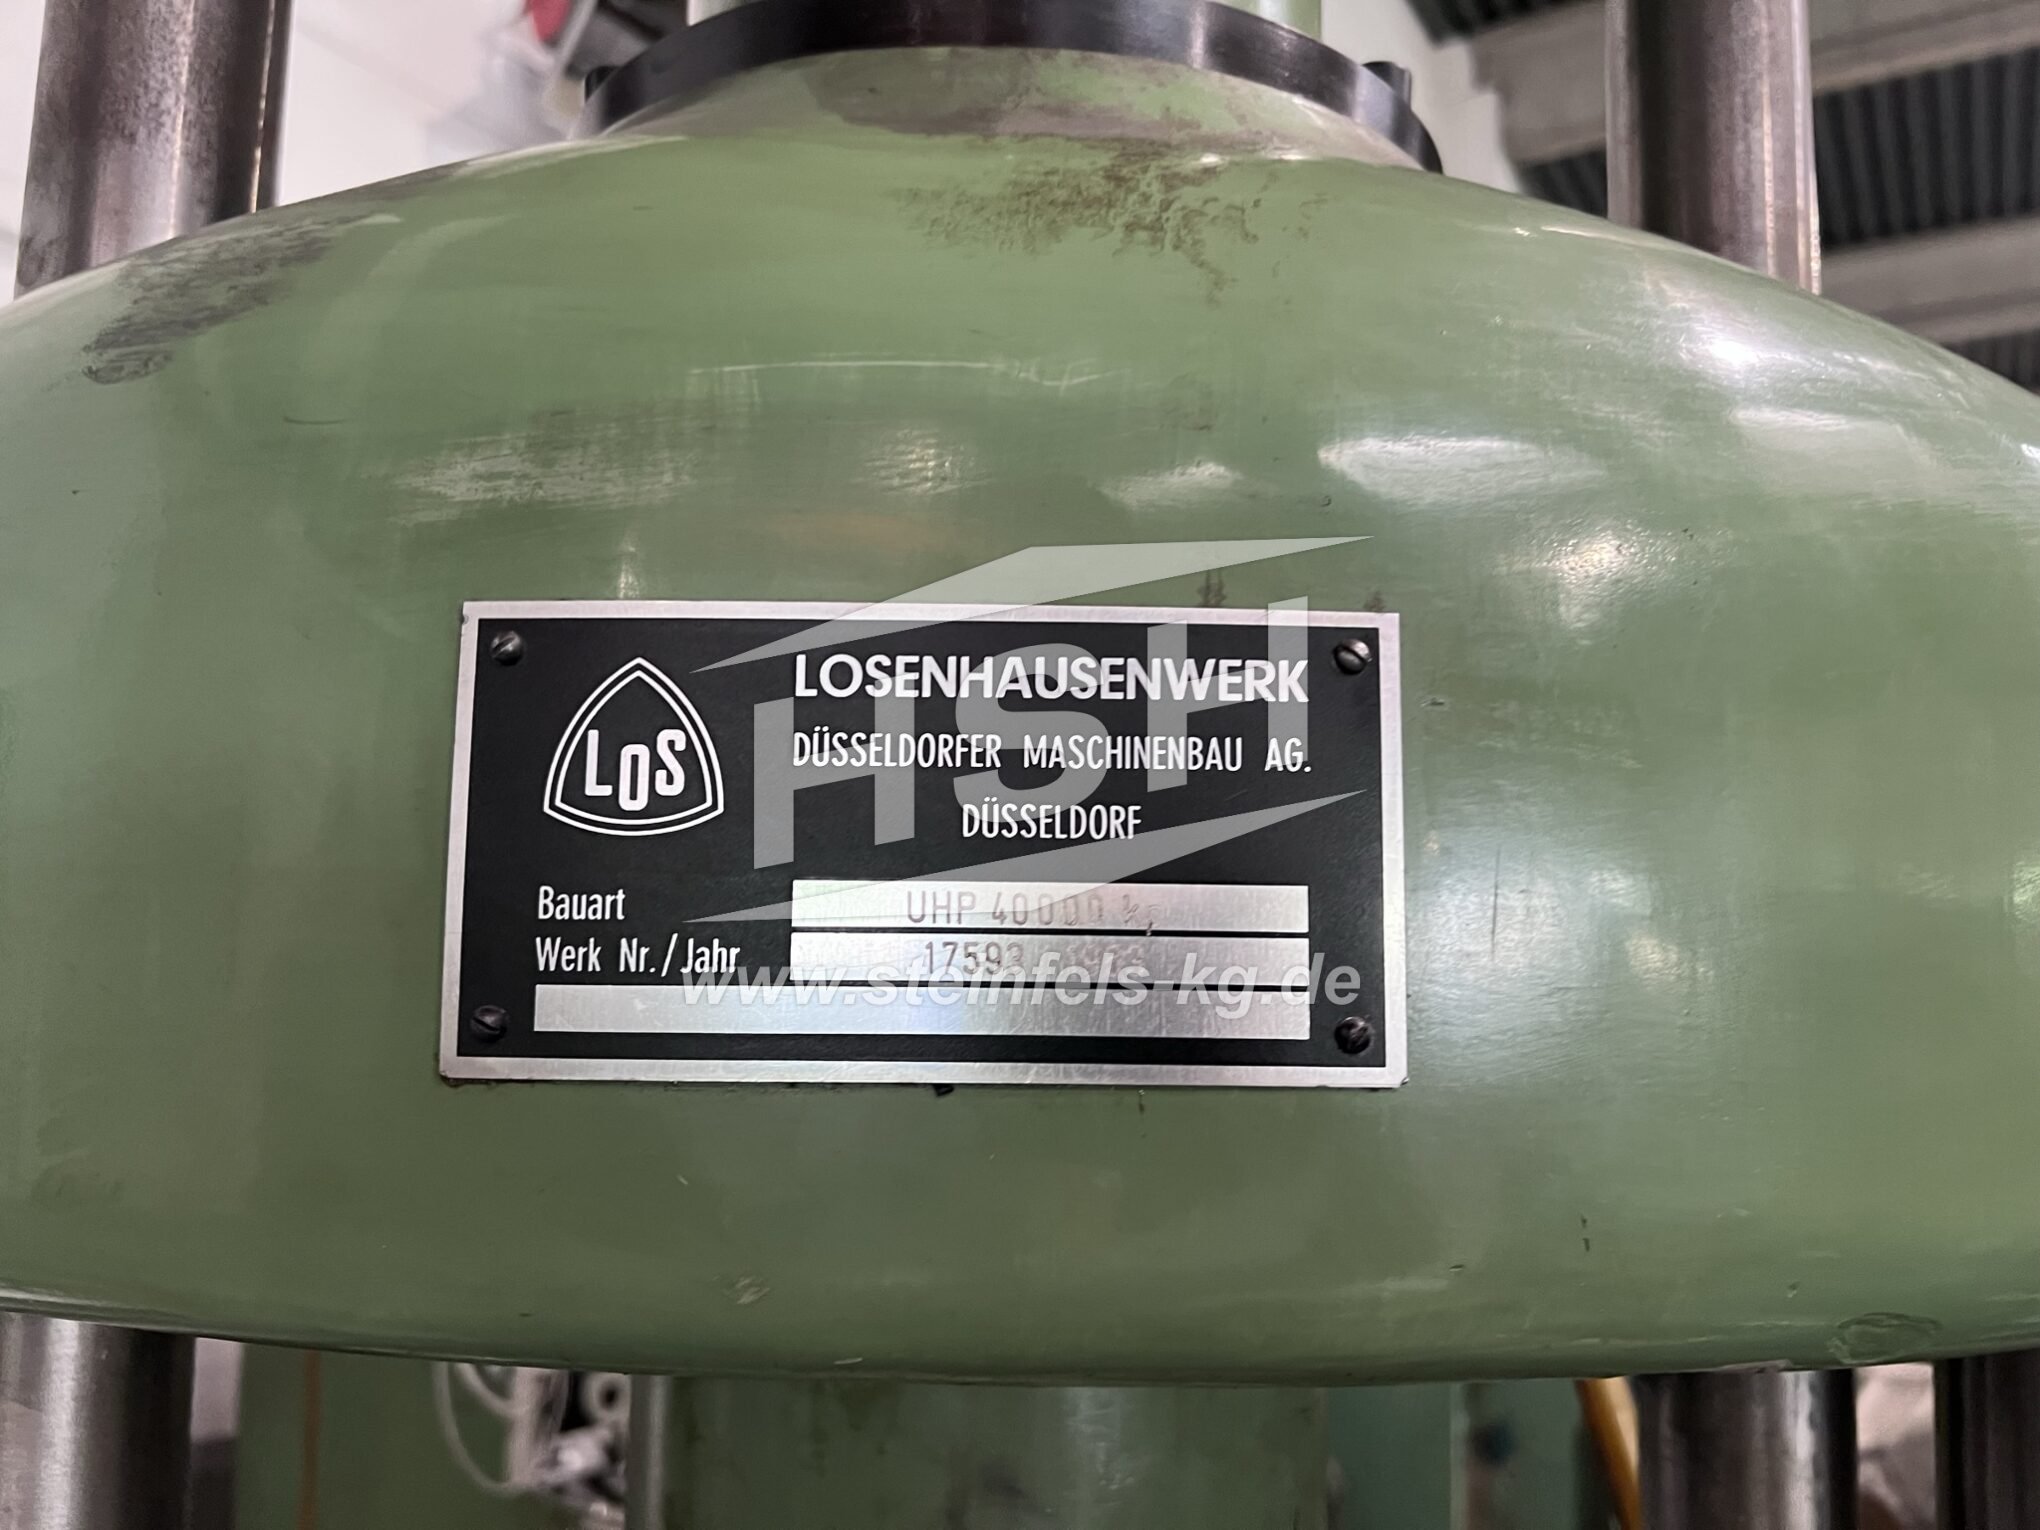 LOSENHAUSENWERK
DÜSSELDORFER MASCHINENBAU AG.
DÜSSELDORF
LOS
Bauart UHP 40000
Werk Nr./Jahr 17593
HSH
www.steinfels-kg.de